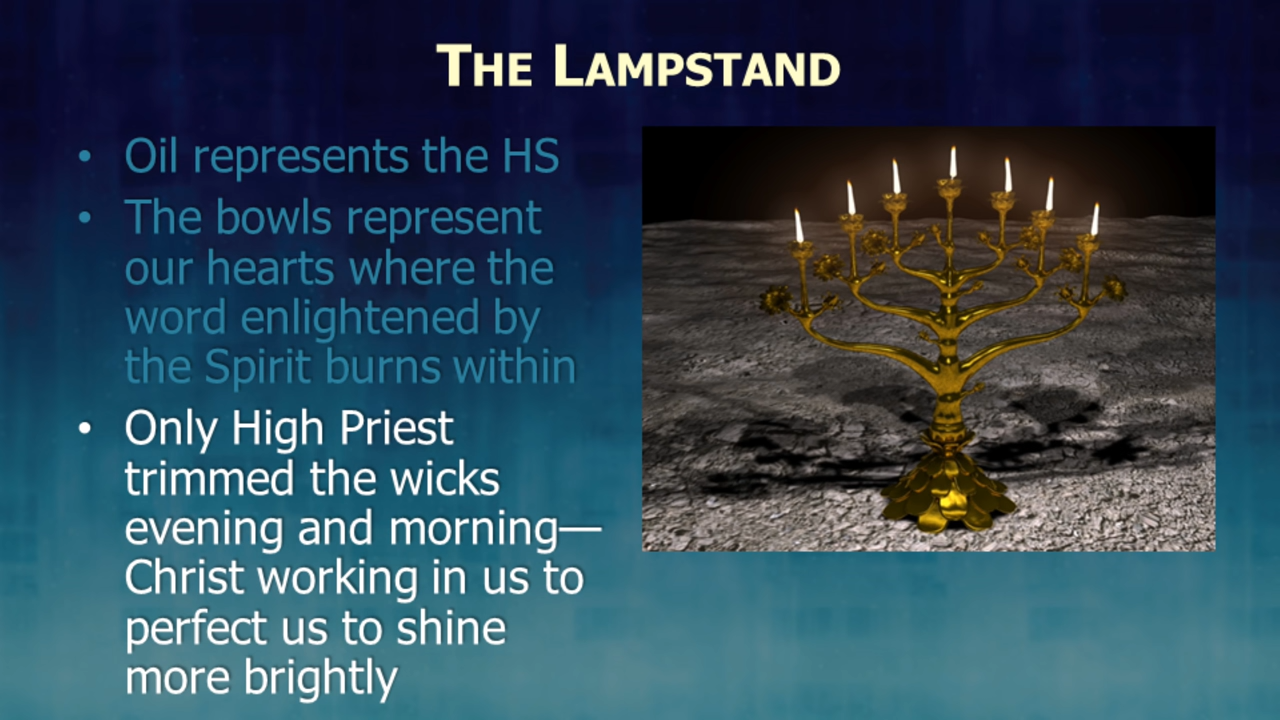 THE LAMPSTAND
• Oil represents the HS
• The bowls represent
our hearts where the
word enlightened by
the Spirit burns within
• Only High Priest
trimmed the wicks
evening and morning—
Christ working in us to
perfect us to shine
more brightly